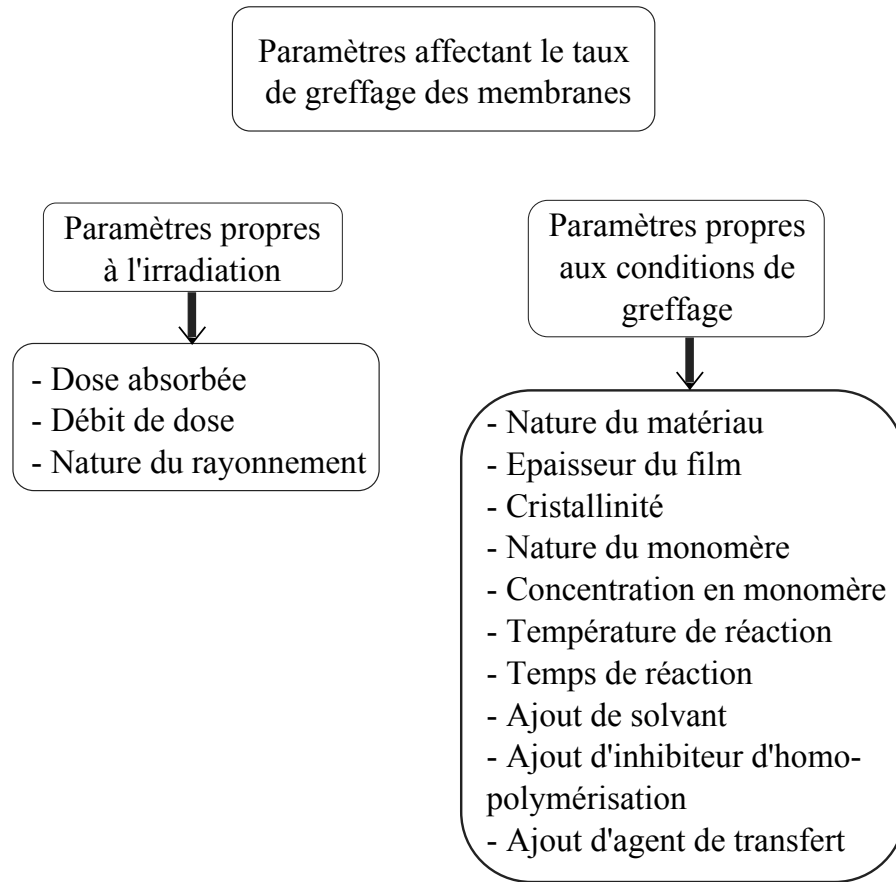 Paramètres affectant le taux
de greffage des membranes
Paramètres propres
à l'irradiation
- Dose absorbée
- Débit de dose
- Nature du rayonnement
Paramètres propres
aux conditions de
greffage
- Nature du matériau
- Epaisseur du film
- Cristallinité
- Nature du monomère
- Concentration en monomère
- Température de réaction
- Temps de réaction
- Ajout de solvant
- Ajout d'inhibiteur d'homo-
polymérisation
- Ajout d'agent de transfert